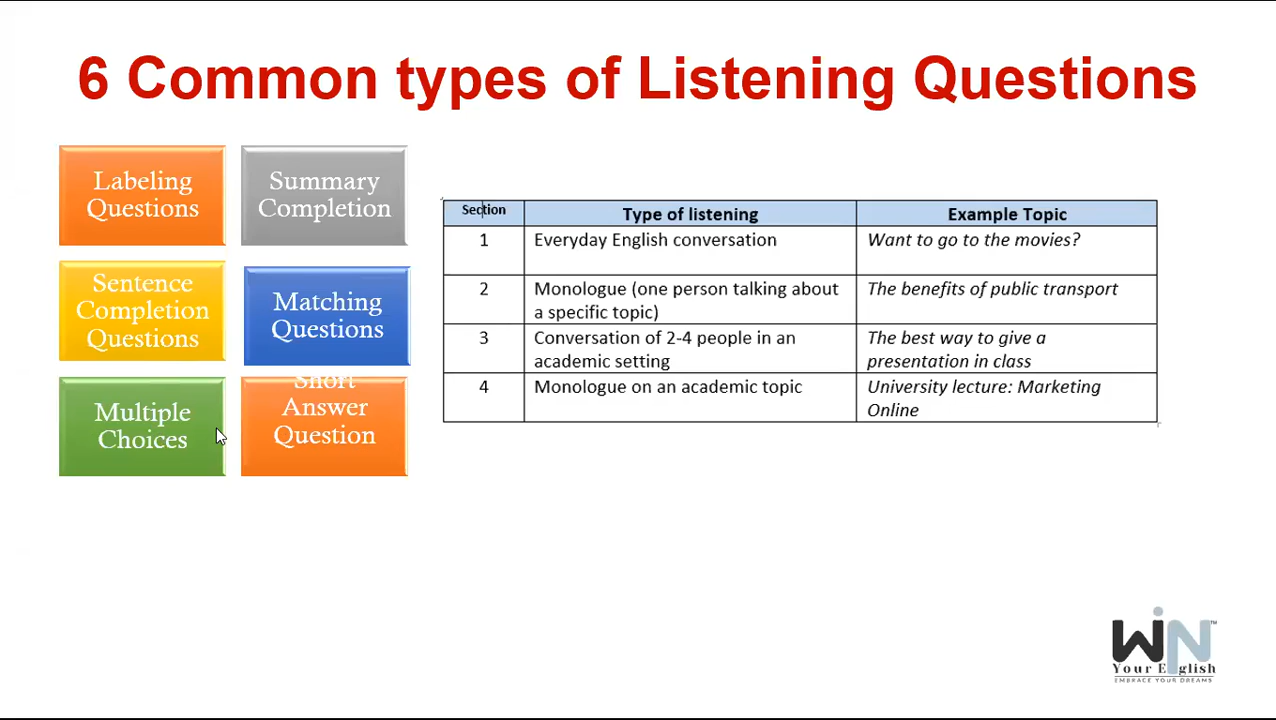 6 Common types of Listening Questions
Labeling
Questions
Summary
Completion
Sentence
Completion
Questions
Matching
Questions
Multiple
Choices
Short
Answer
Question
Section Type of listening Example Topic
1 Everyday English conversation Want to go to the movies?
2 Monologue (one person talking about The benefits of public transport
a specific topic)
3 Conversation of 2-4 people in an The best way to give a
academic setting presentation in class
4 Monologue on an academic topic University lecture: Marketing
Online
WiN™
Your English
EMBRACE YOUR DREAMS